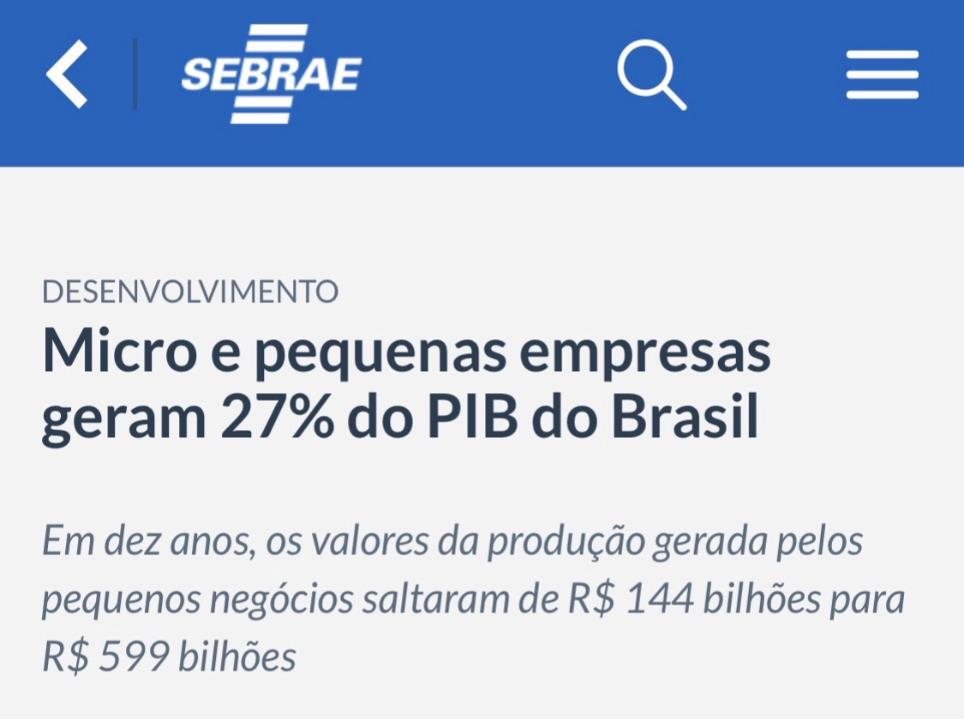 SEBRAE
DESENVOLVIMENTO
Micro e pequenas empresas
geram 27% do PIB do Brasil
Em dez anos, os valores da produção gerada pelos
pequenos negócios saltaram de R$ 144 bilhões para
R$ 599 bilhões